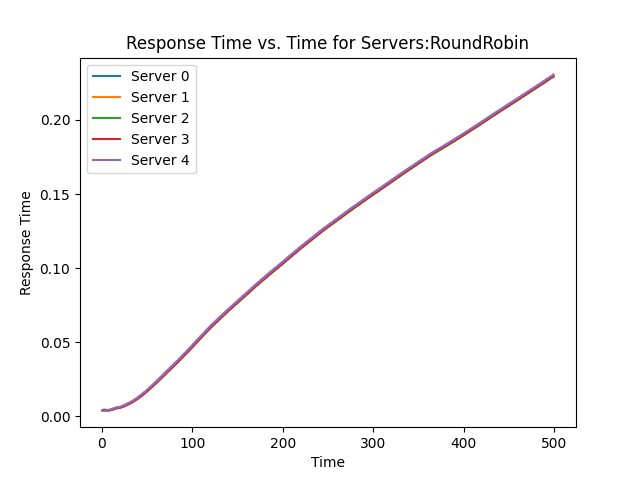 Response Time vs. Time for Servers:RoundRobin
Server 0
Server 1
Server 2
Server 3
Server 4
Response Time
0.20
0.15
0.10
0.05
0.00
0 100 200 300 400 500
Time